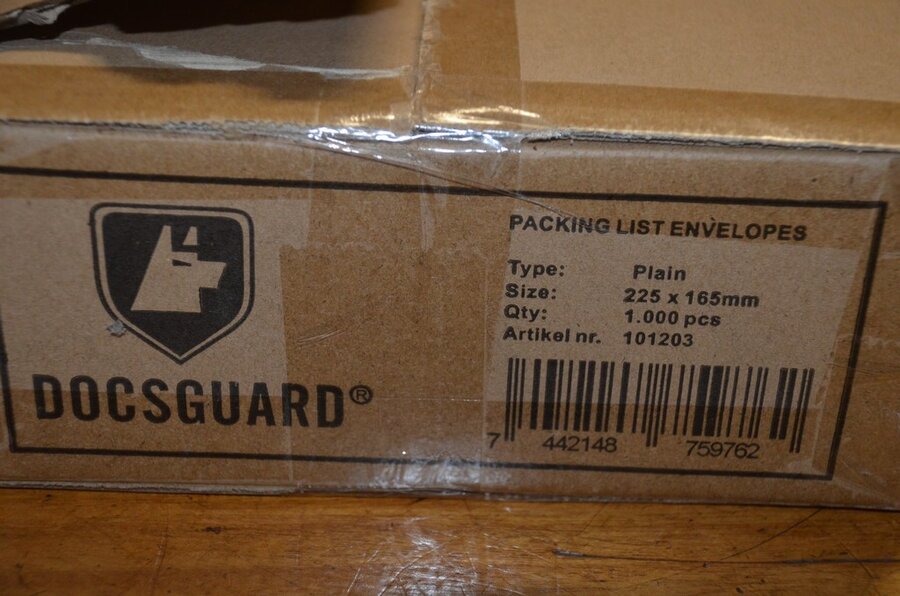 DOCSGUARD®
PACKING LIST ENVELOPES
Type: Plain
Size: 225 x 165mm
Qty: 1.000 pcs
Artikel nr. 101203
7 442148 759762